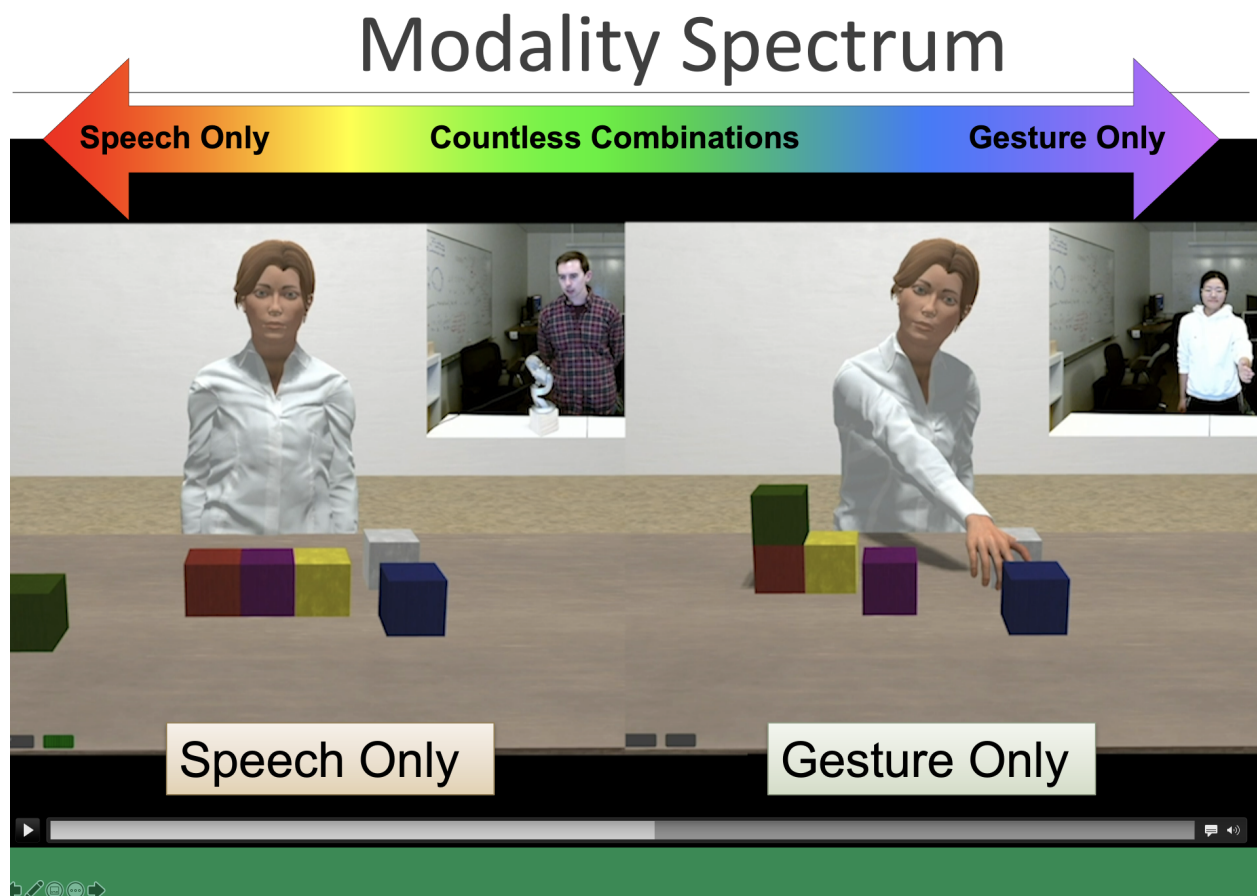 Modality Spectrum
Speech Only
Countless Combinations
Gesture Only
Speech Only
Gesture Only